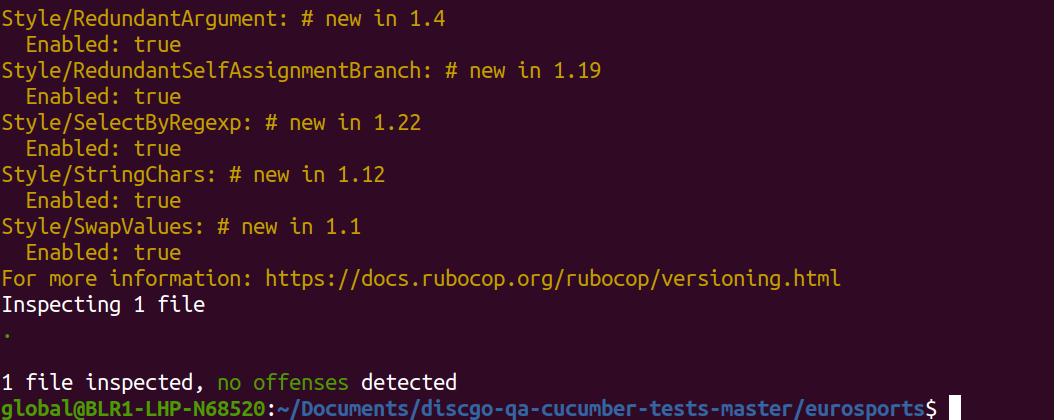 Style/RedundantArgument: # new in 1.4
  Enabled: true
Style/RedundantSelfAssignmentBranch: # new in 1.19
  Enabled: true
Style/SelectByRegexp: # new in 1.22
  Enabled: true
Style/StringChars: # new in 1.12
  Enabled: true
Style/SwapValues: # new in 1.1
  Enabled: true
For more information: https://docs.rubocop.org/rubocop/versioning.html
Inspecting 1 file
.
1 file inspected, no offenses detected
global@BLR1-LHP-N68520:~/Documents/discgo-qa-cucumber-tests-master/eurosports$